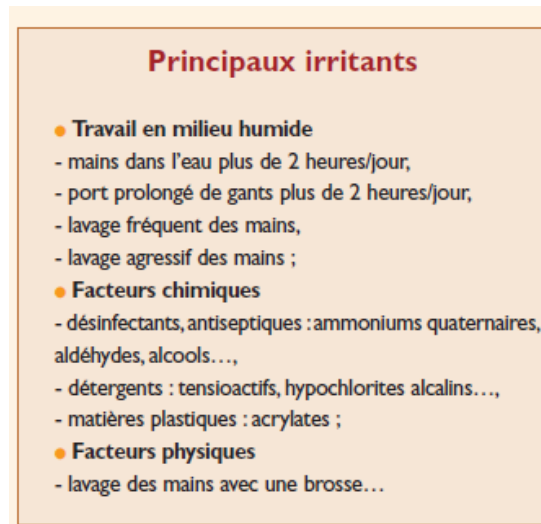 Principaux irritants
● Travail en milieu humide
- mains dans l'eau plus de 2 heures/jour,
- port prolongé de gants plus de 2 heures/jour,
- lavage fréquent des mains,
- lavage agressif des mains ;
● Facteurs chimiques
- désinfectants, antiseptiques : ammoniums quaternaires,
aldéhydes, alcools…,
- détergents : tensioactifs, hypochlorites alcalins…,
- matières plastiques : acrylates ;
● Facteurs physiques
- lavage des mains avec une brosse…